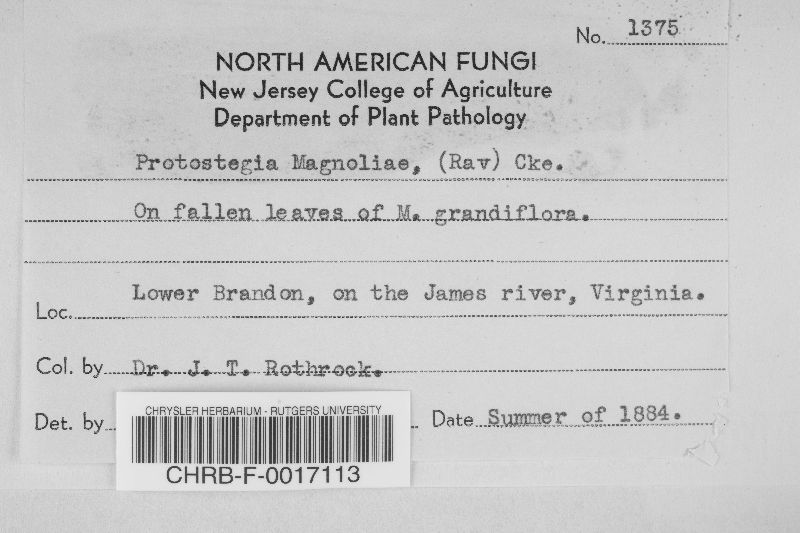 No. 1375
NORTH AMERICAN FUNGI
New Jersey College of Agriculture
Department of Plant Pathology
Protostegia Magnoliae, (Rav) Cke.
On fallen leaves of M. grandiflora.
Loc. Lower Brandon, on the James river, Virginia.
Col. by Dr. J. T. Rothrock.
Det. by Date Summer of 1884.
CHRYSLER HERBARIUM - RUTGERS UNIVERSITY
CHRB-F-0017113